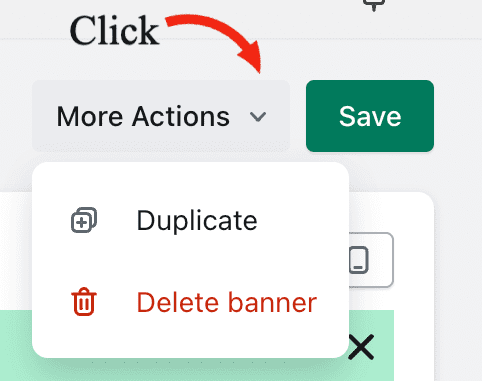 Click
More Actions
Save
Duplicate
Delete banner